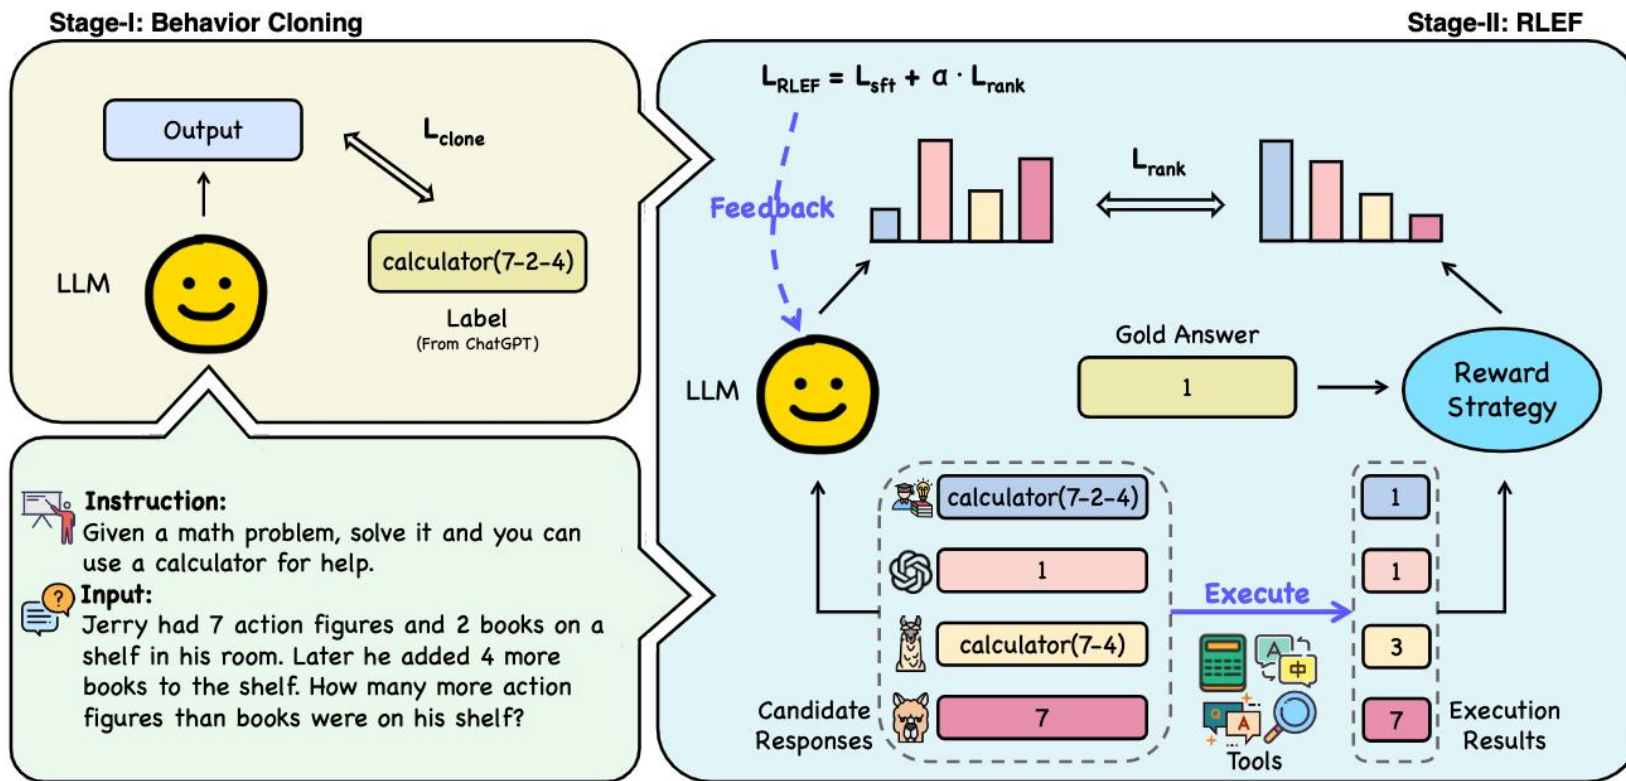 Stage-I: Behavior Cloning
Output
L_clone
LLM
calculator(7-2-4)
Label
(From ChatGPT)
Instruction:
Given a math problem, solve it and you can
use a calculator for help.
Input:
Jerry had 7 action figures and 2 books on a
shelf in his room. Later he added 4 more
books to the shelf. How many more action
figures than books were on his shelf?
Stage-II: RLEF
L_RLEF = L_sft + α · L_rank
Feedback
L_rank
LLM
Gold Answer
1
Reward
Strategy
calculator(7-2-4)
1
calculator(7-4)
7
Candidate
Responses
Execute
A
中
Q
A
Tools
1
1
3
7
Execution
Results